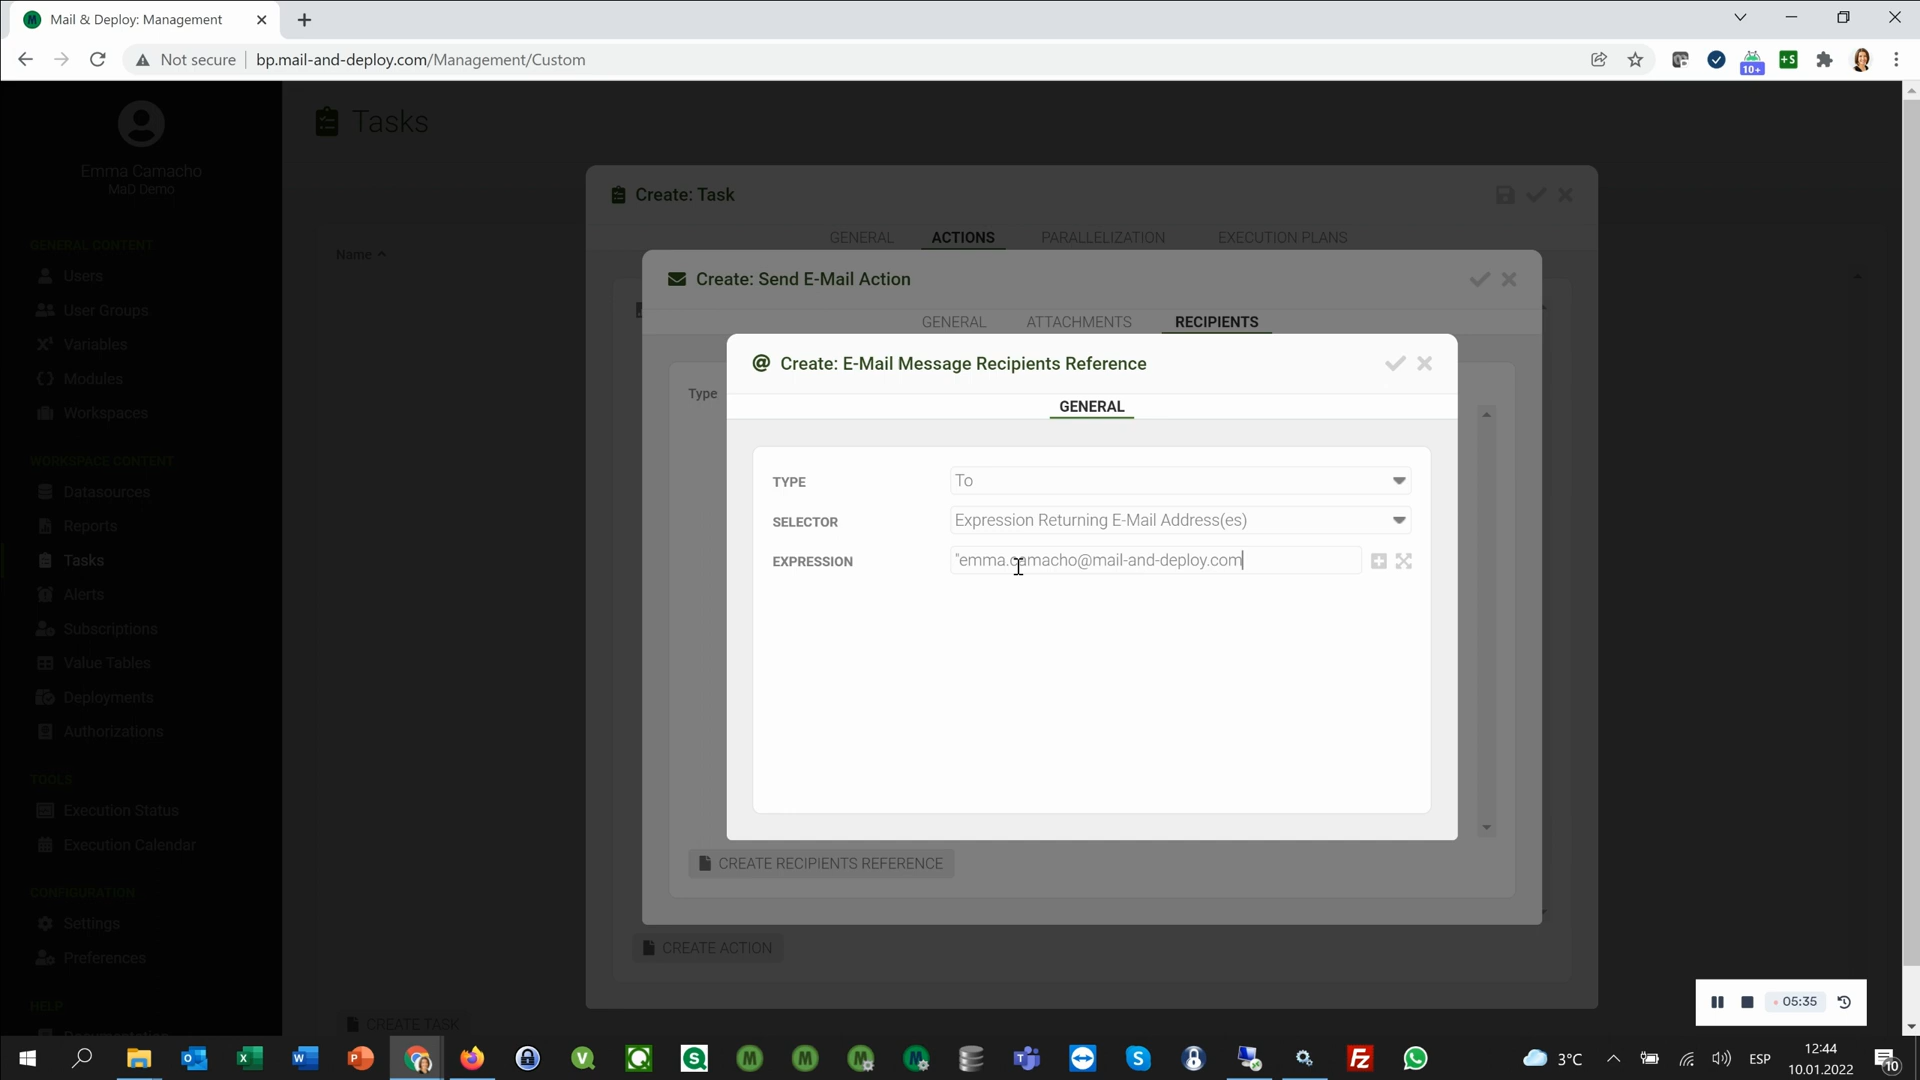 Mail & Deploy: Management
Not secure
bp.mail-and-deploy.com/Management/Custom
10+
+S
Emma Camacho
MaD Demo
GENERAL CONTENT
Users
User Groups
Variables
Modules
Workspaces
WORKSPACE CONTENT
Datasources
Reports
Tasks
Alerts
Subscriptions
Value Tables
Deployments
Authorizations
TOOLS
Execution Status
Execution Calendar
CONFIGURATION
Settings
Preferences
HELP
Documentation
Tasks
Name
CREATE TASK
Create: Task
GENERAL
ACTIONS
PARALLELIZATION
EXECUTION PLANS
CREATE ACTION
Create: Send E-Mail Action
GENERAL
ATTACHMENTS
RECIPIENTS
Type
CREATE RECIPIENTS REFERENCE
@ Create: E-Mail Message Recipients Reference
GENERAL
TYPE
To
SELECTOR
Expression Returning E-Mail Address(es)
EXPRESSION
"emma.camacho@mail-and-deploy.com
05:35
3°C
ESP
12:44
10.01.2022
10